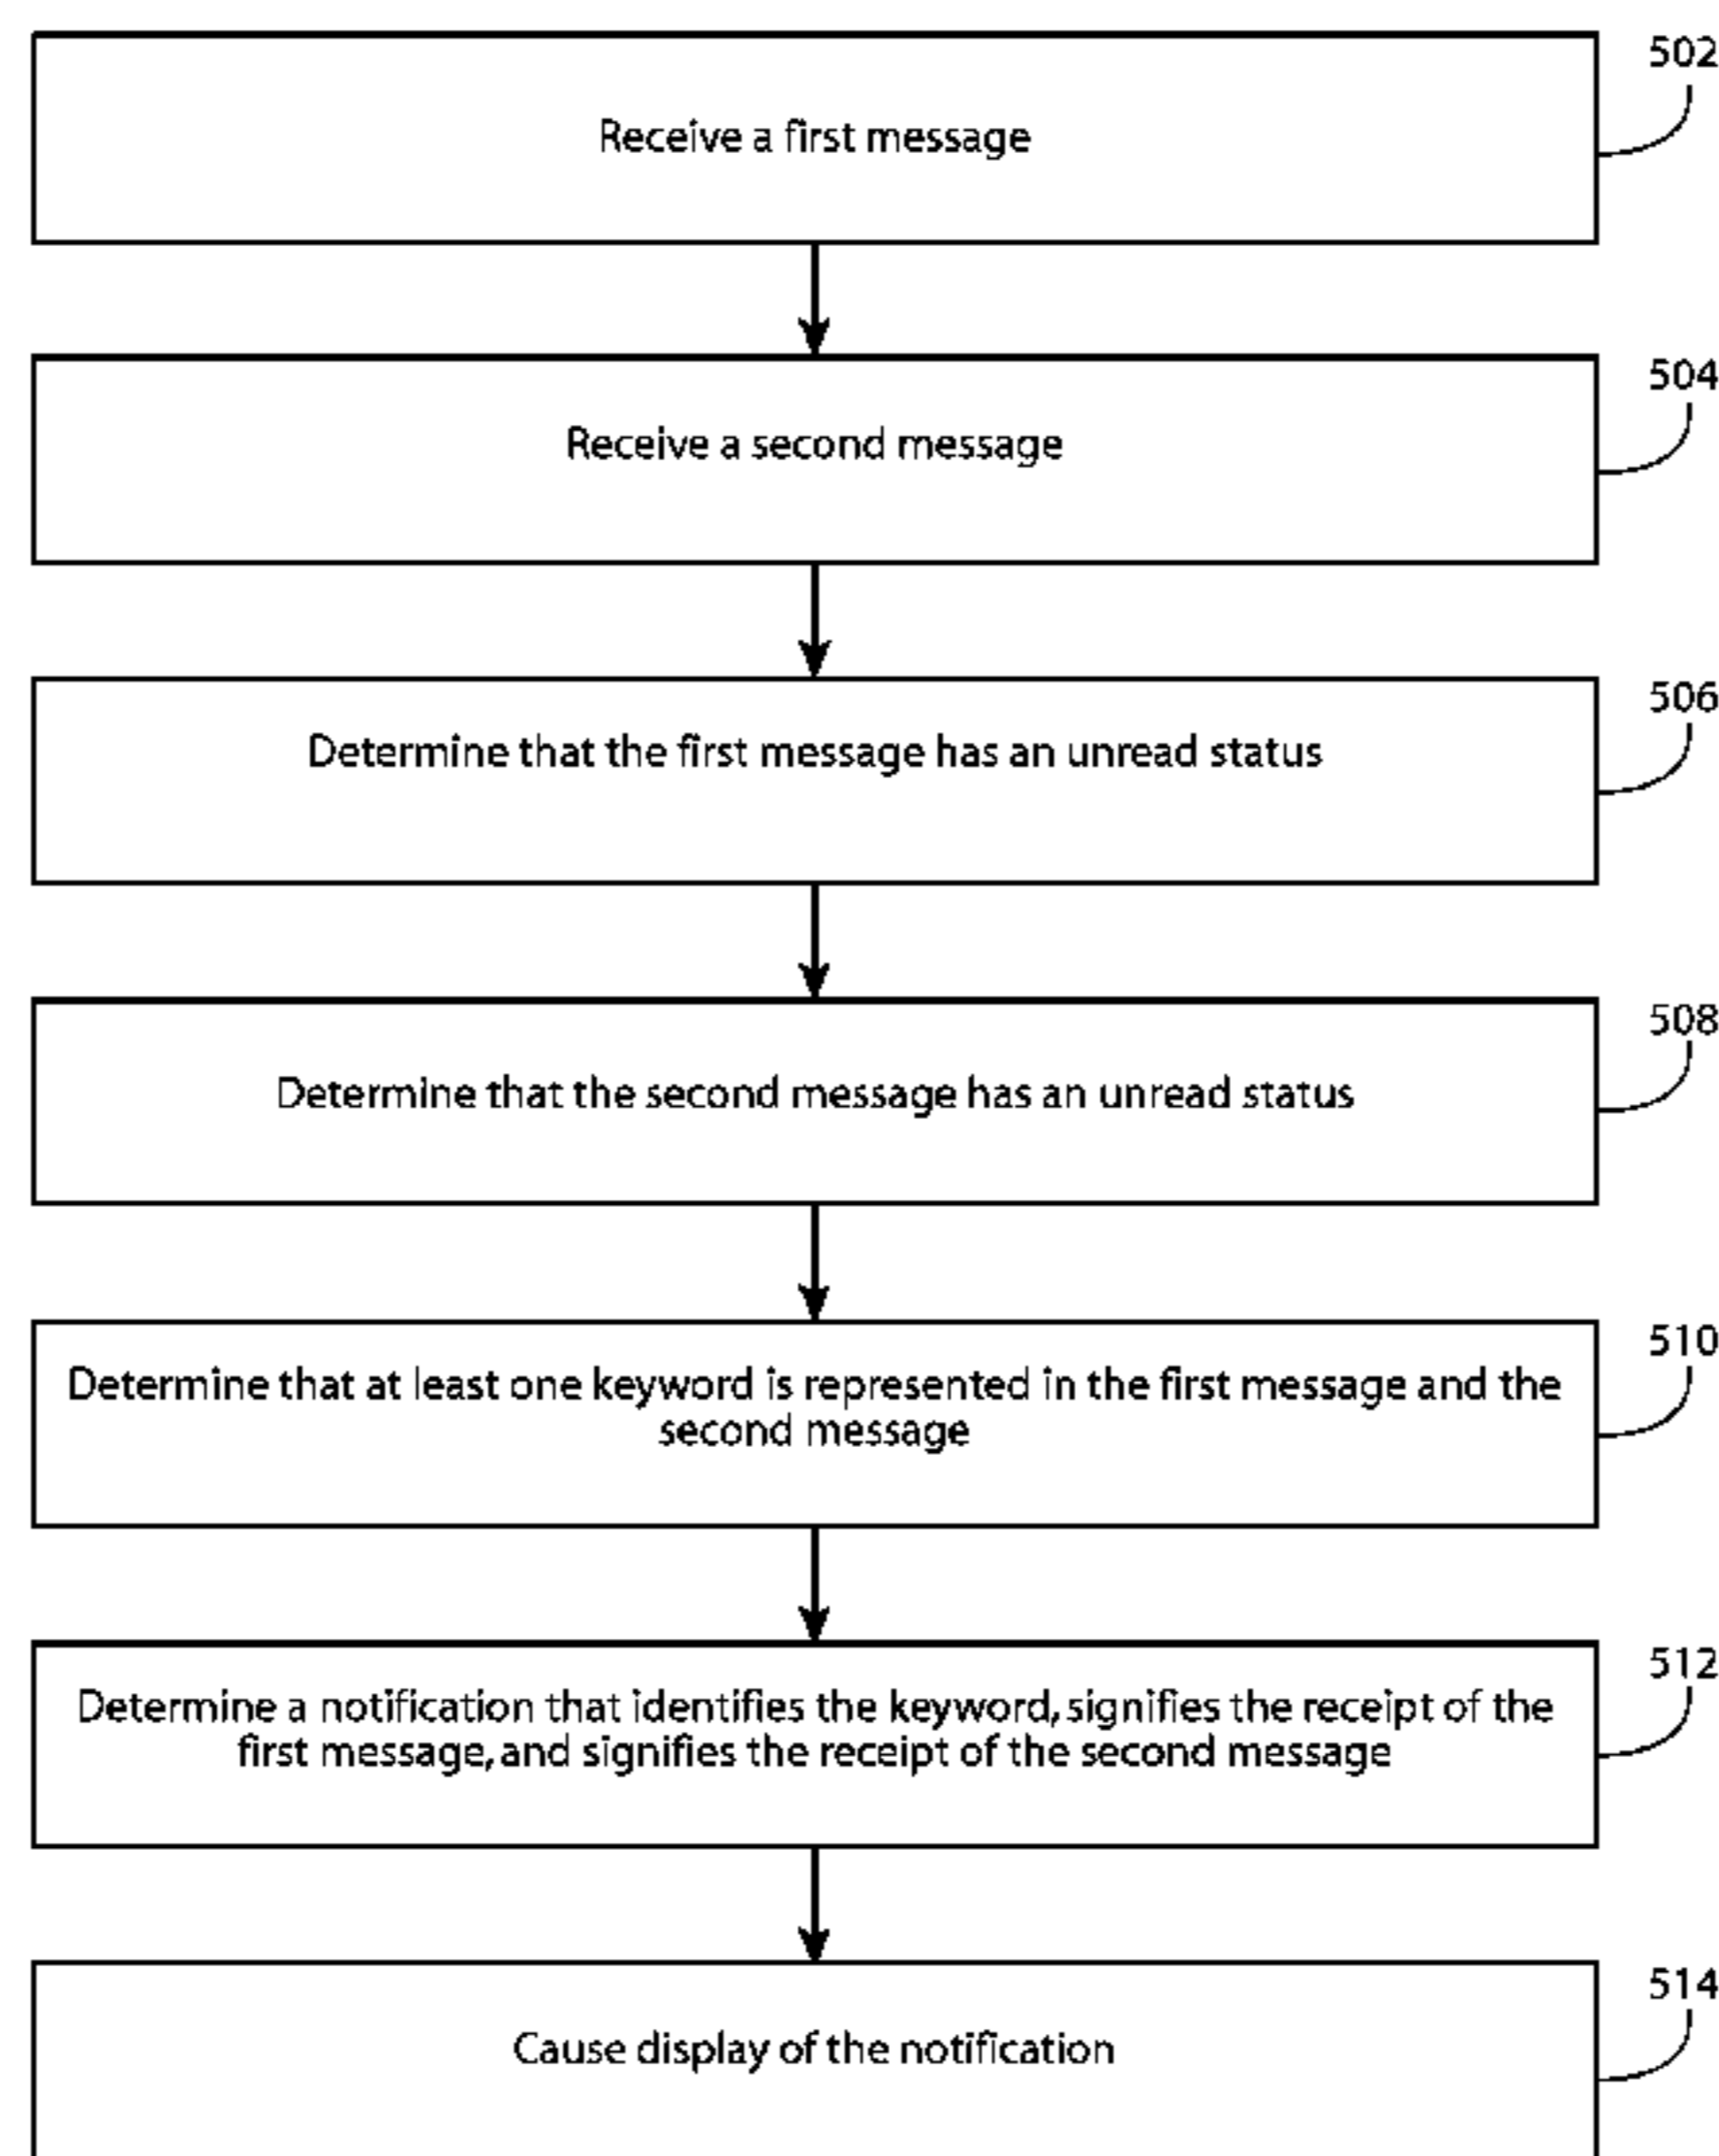 502
Receive a first message
504
Receive a second message
506
Determine that the first message has an unread status
508
Determine that the second message has an unread status
510
Determine that at least one keyword is represented in the first message and the
second message
512
Determine a notification that identifies the keyword, signifies the receipt of the
first message, and signifies the receipt of the second message
514
Cause display of the notification